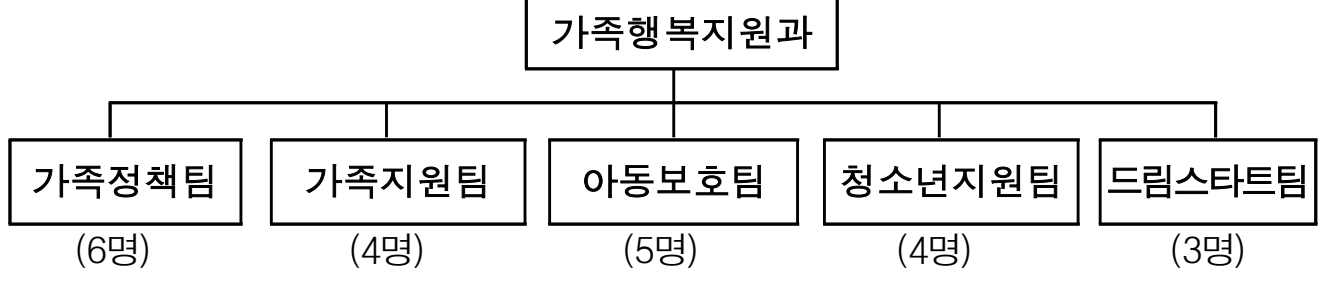 가족행복지원과
가족정책팀 가족지원팀 아동보호팀 청소년지원팀 드림스타트팀
(6명) (4명) (5명) (4명) (3명)